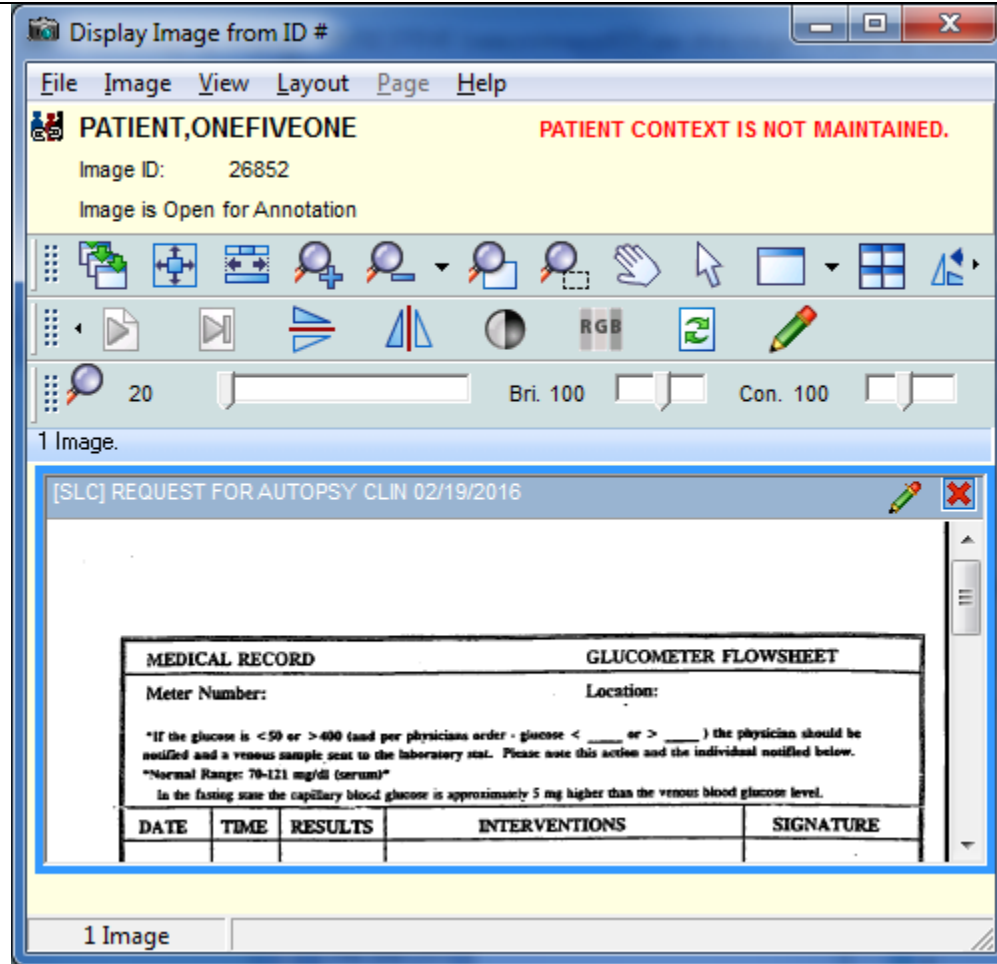 Display Image from ID #
File Image View Layout Page Help
PATIENT,ONEFIVEONE PATIENT CONTEXT IS NOT MAINTAINED.
Image ID: 26852
Image is Open for Annotation
RGB
20 Bri. 100 Con. 100
1 Image.
[SLC] REQUEST FOR AUTOPSY CLIN 02/19/2016
MEDICAL RECORD GLUCOMETER FLOWSHEET
Meter Number: Location:
*If the glucose is <50 or >400 (and per physicians order - glucose < ____ or > ____ ) the physician should be
notified and a venous sample sent to the laboratory stat. Please note this action and the individual notified below.
*Normal Range: 70-121 mg/dl (serum)*
In the fasting state the capillary blood glucose is approximately 5 mg higher than the venous blood glucose level.
DATE TIME RESULTS INTERVENTIONS SIGNATURE
1 Image